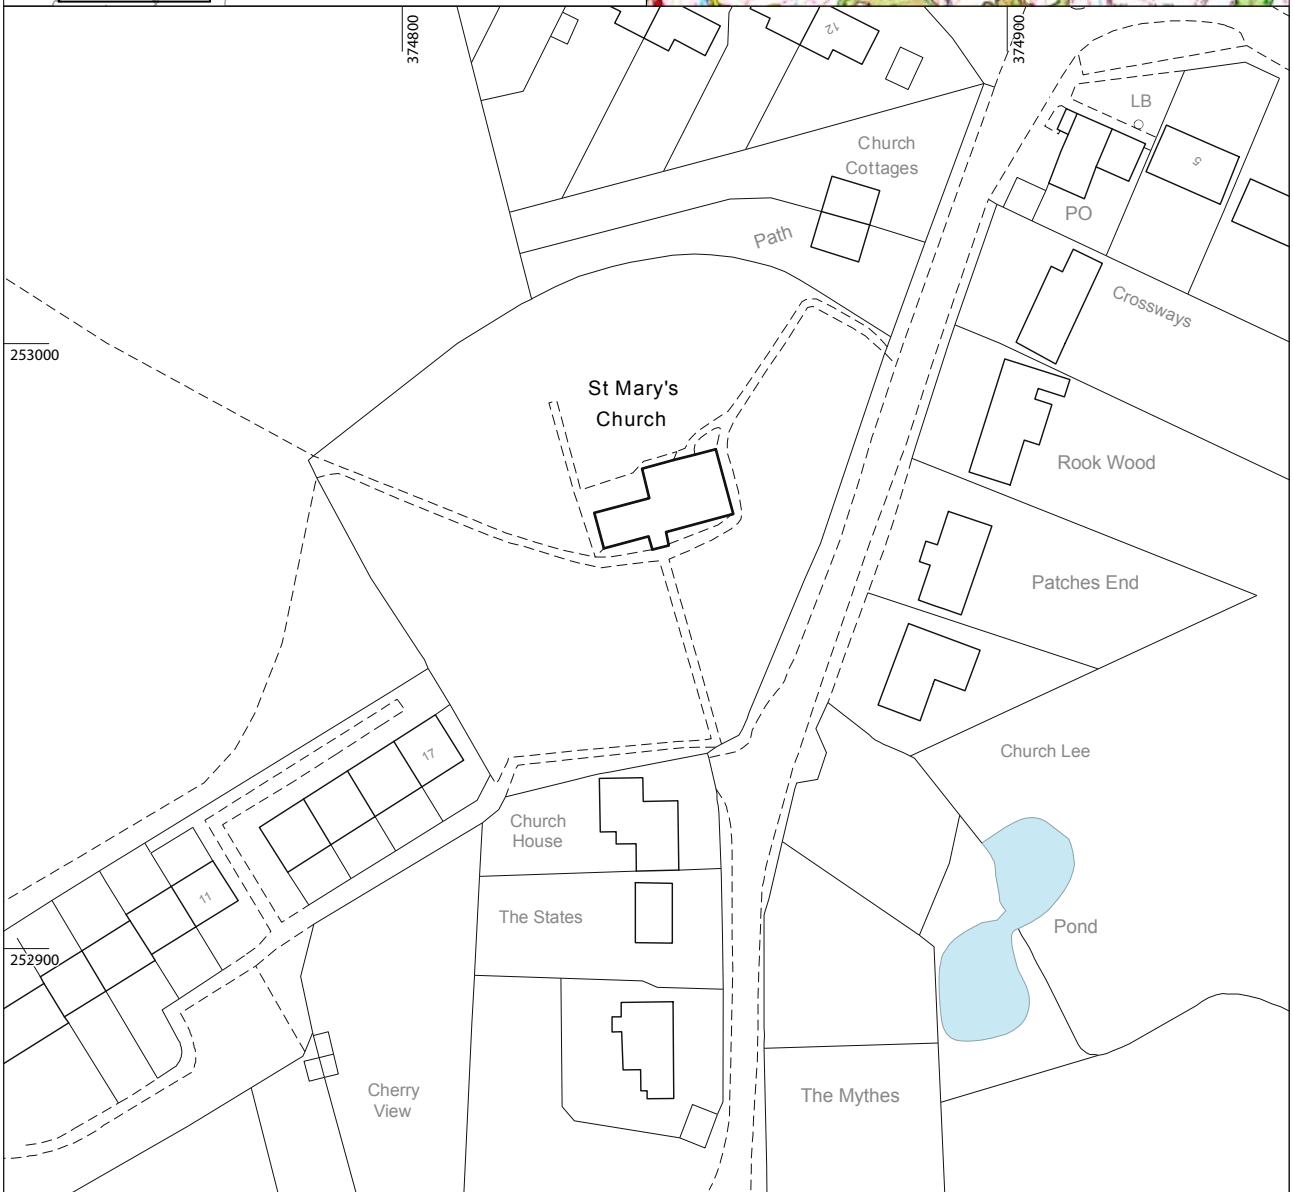 374800
374900
12
LB
Church
Cottages
5
PO
Path
Crossways
253000
St Mary's
Church
Rook Wood
Patches End
17
Church Lee
Church
House
11
The States
Pond
252900
Cherry
View
The Mythes